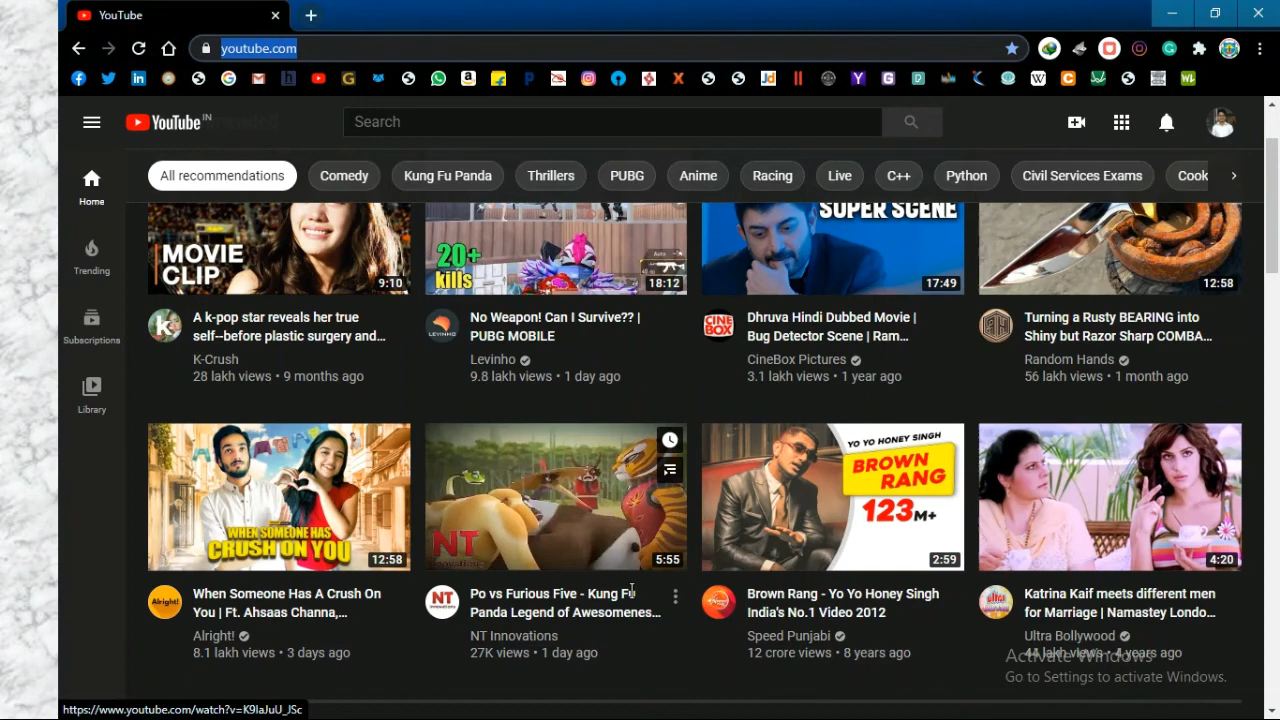 YouTube
youtube.com
YouTube IN
Search
All recommendations
Comedy
Kung Fu Panda
Thrillers
PUBG
Anime
Racing
Live
C++
Python
Civil Services Exams
Cook
Home
Trending
Subscriptions
Library
MOVIE
CLIP
9:10
20+
kills
18:12
SUPER SCENE
17:49
12:58
A k-pop star reveals her true
self--before plastic surgery and...
K-Crush
28 lakh views • 9 months ago
LEVINHO
No Weapon! Can I Survive?? |
PUBG MOBILE
Levinho
9.8 lakh views • 1 day ago
CINE
BOX
Dhruva Hindi Dubbed Movie |
Bug Detector Scene | Ram...
CineBox Pictures
3.1 lakh views • 1 year ago
Turning a Rusty BEARING into
Shiny but Razor Sharp COMBA...
Random Hands
56 lakh views • 1 month ago
WHEN SOMEONE HAS
CRUSH ON YOU
12:58
NT
5:55
YO YO HONEY SINGH
BROWN
RANG
123M+
2:59
4:20
Alright!
When Someone Has A Crush On
You | Ft. Ahsaas Channa,...
Alright!
8.1 lakh views • 3 days ago
NT
Po vs Furious Five - Kung Fu
Panda Legend of Awesomenes...
NT Innovations
27K views • 1 day ago
Brown Rang - Yo Yo Honey Singh
India's No.1 Video 2012
Speed Punjabi
12 crore views • 8 years ago
Katrina Kaif meets different men
for Marriage | Namastey Londo...
Ultra Bollywood
44 lakh views • 4 years ago
Activate Windows
Go to Settings to activate Windows.